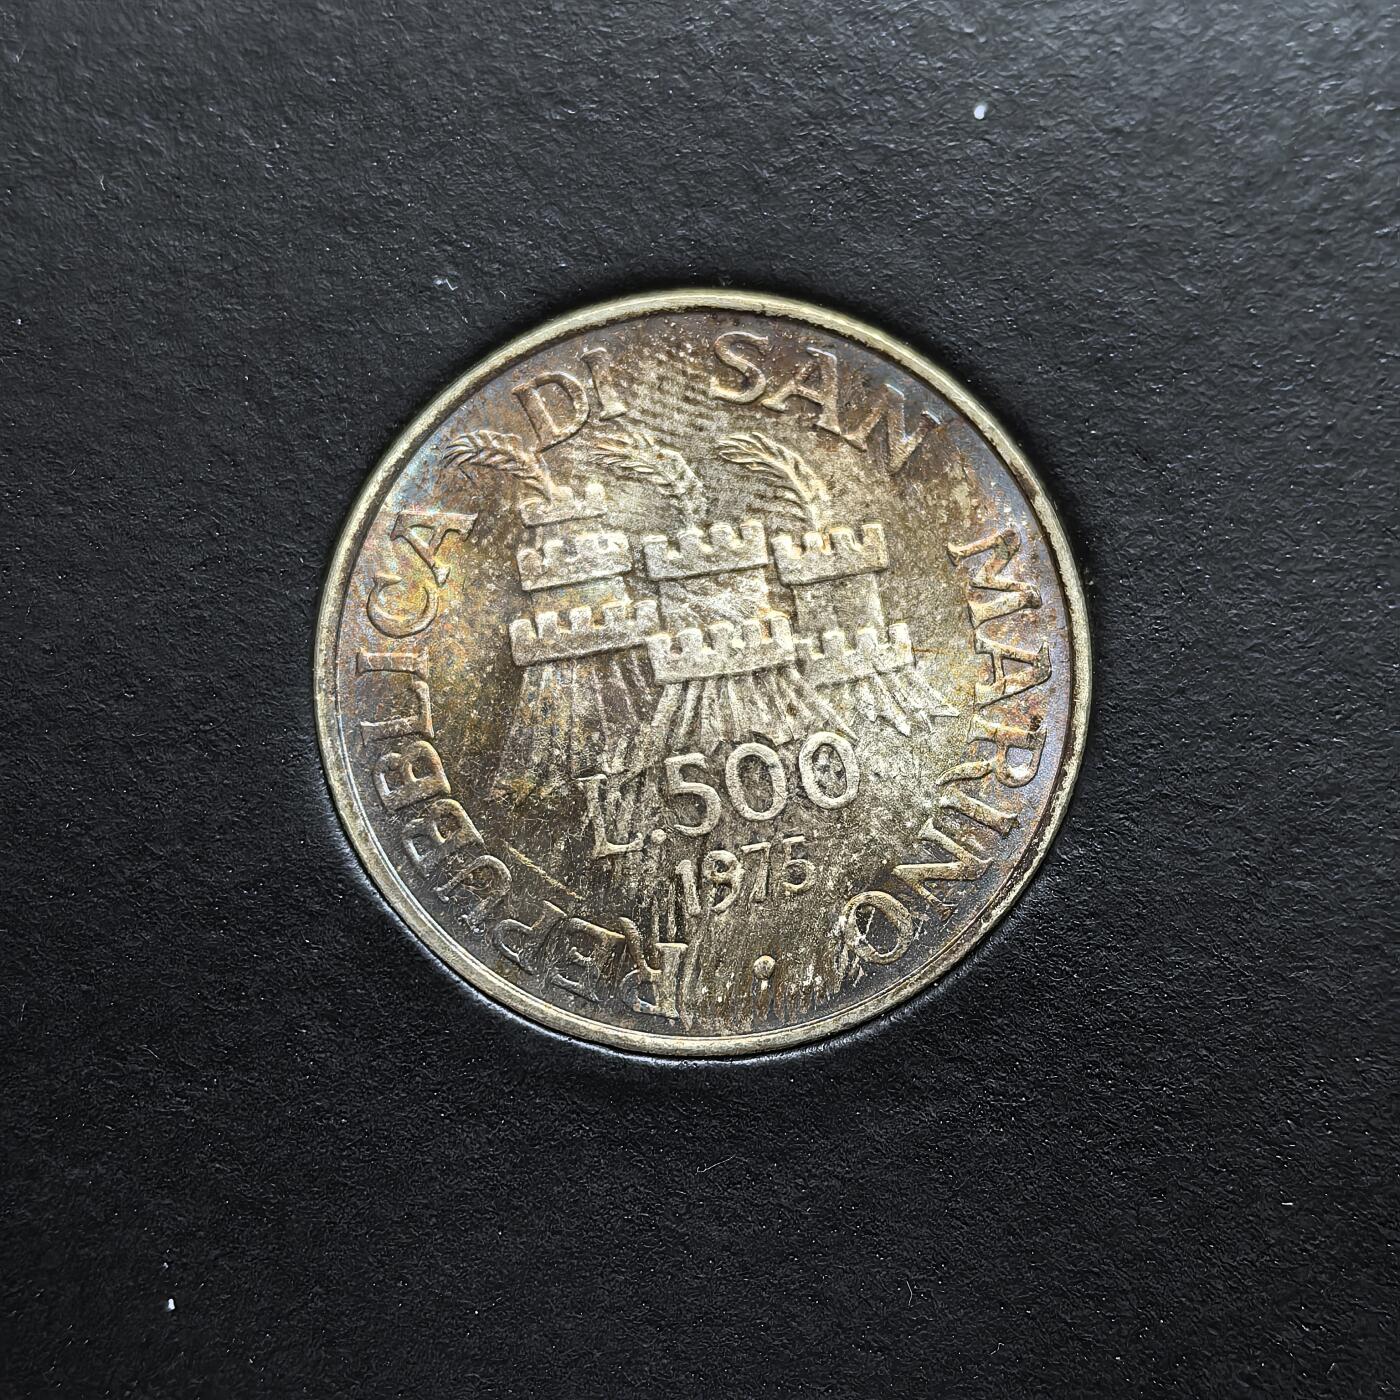 REPUBBLICA DI SAN MARINO •
L.500
1975